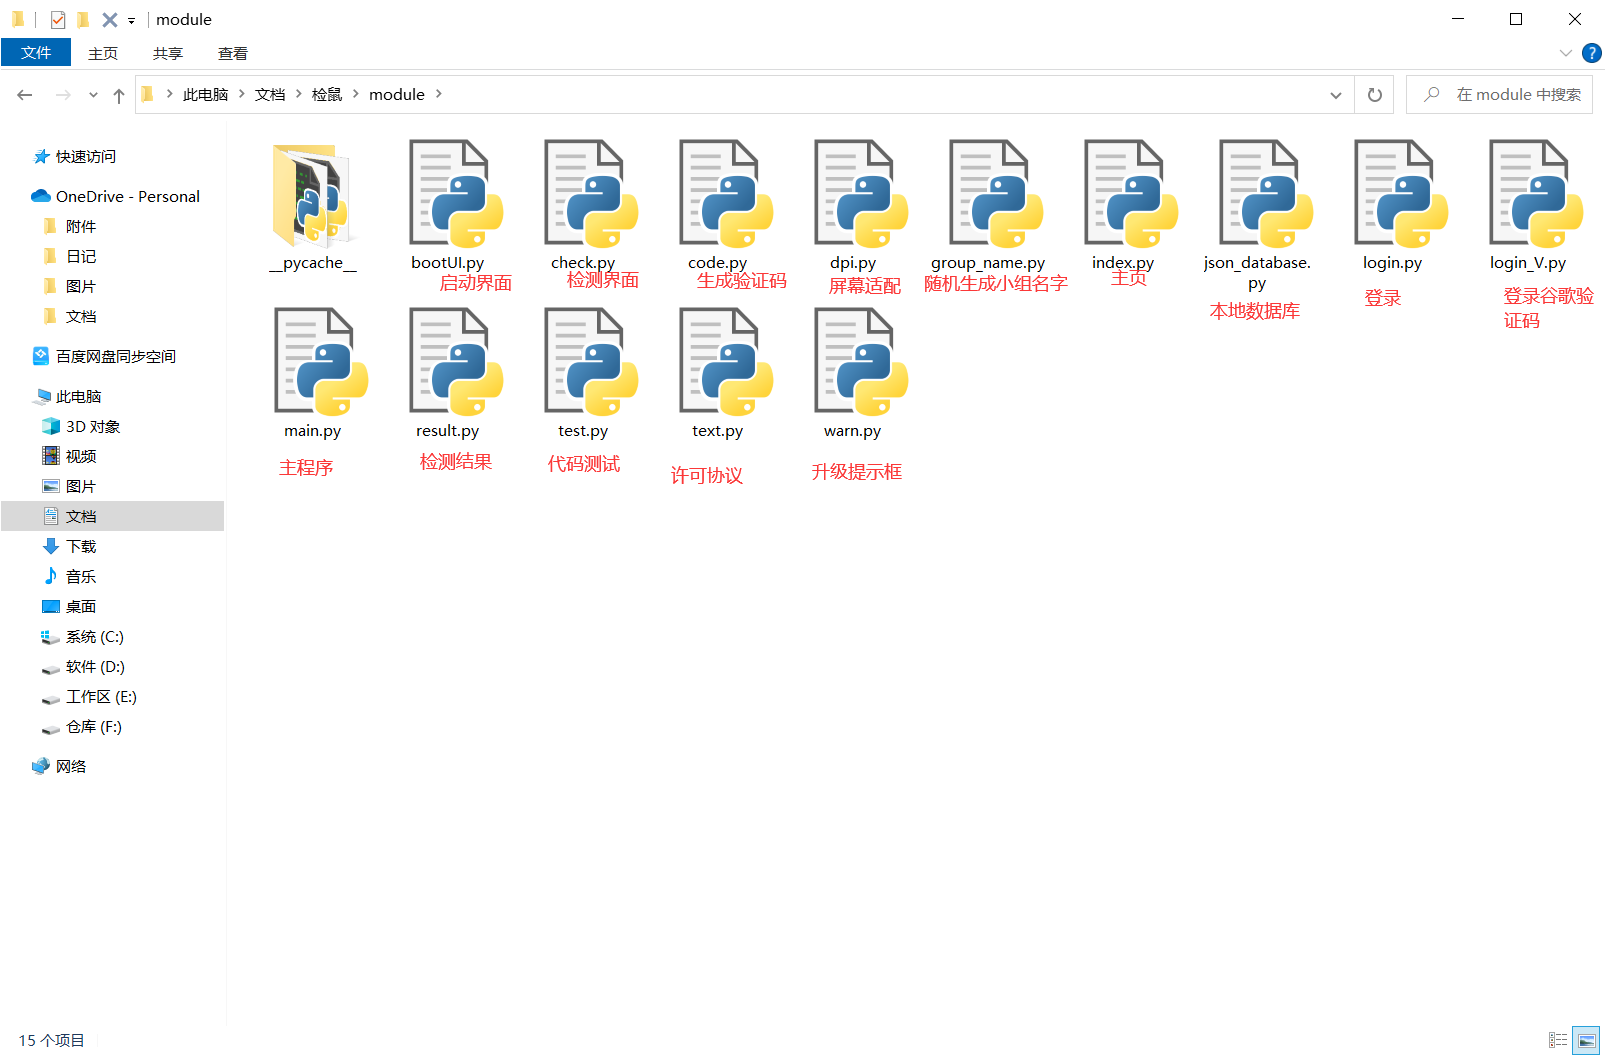 module
文件
主页
共享
查看
此电脑
文档
检鼠
module
在 module 中搜索
快速访问
OneDrive - Personal
附件
日记
图片
文档
百度网盘同步空间
此电脑
3D 对象
视频
图片
文档
下载
音乐
桌面
系统 (C:)
软件 (D:)
工作区 (E:)
仓库 (F:)
网络
__pycache__
bootUI.py
启动界面
check.py
检测界面
code.py
生成验证码
dpi.py
屏幕适配
group_name.py
随机生成小组名字
index.py
主页
json_database.
py
本地数据库
login.py
登录
login_V.py
登录谷歌验
证码
main.py
主程序
result.py
检测结果
test.py
代码测试
text.py
许可协议
warn.py
升级提示框
15 个项目